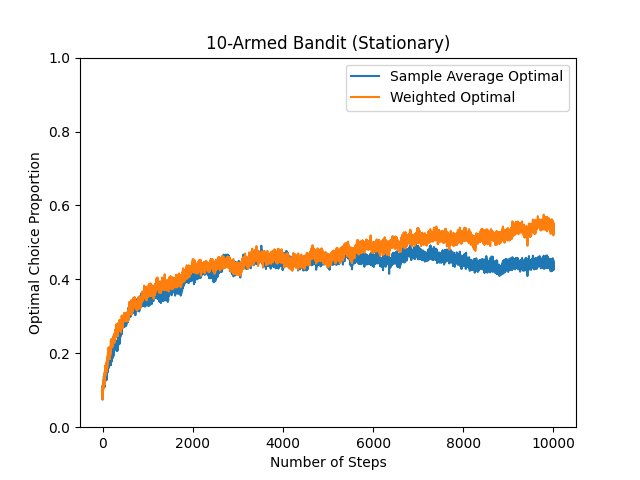 10-Armed Bandit (Stationary)
Sample Average Optimal
Weighted Optimal
Optimal Choice Proportion
1.0
0.8
0.6
0.4
0.2
0.0
0 2000 4000 6000 8000 10000
Number of Steps